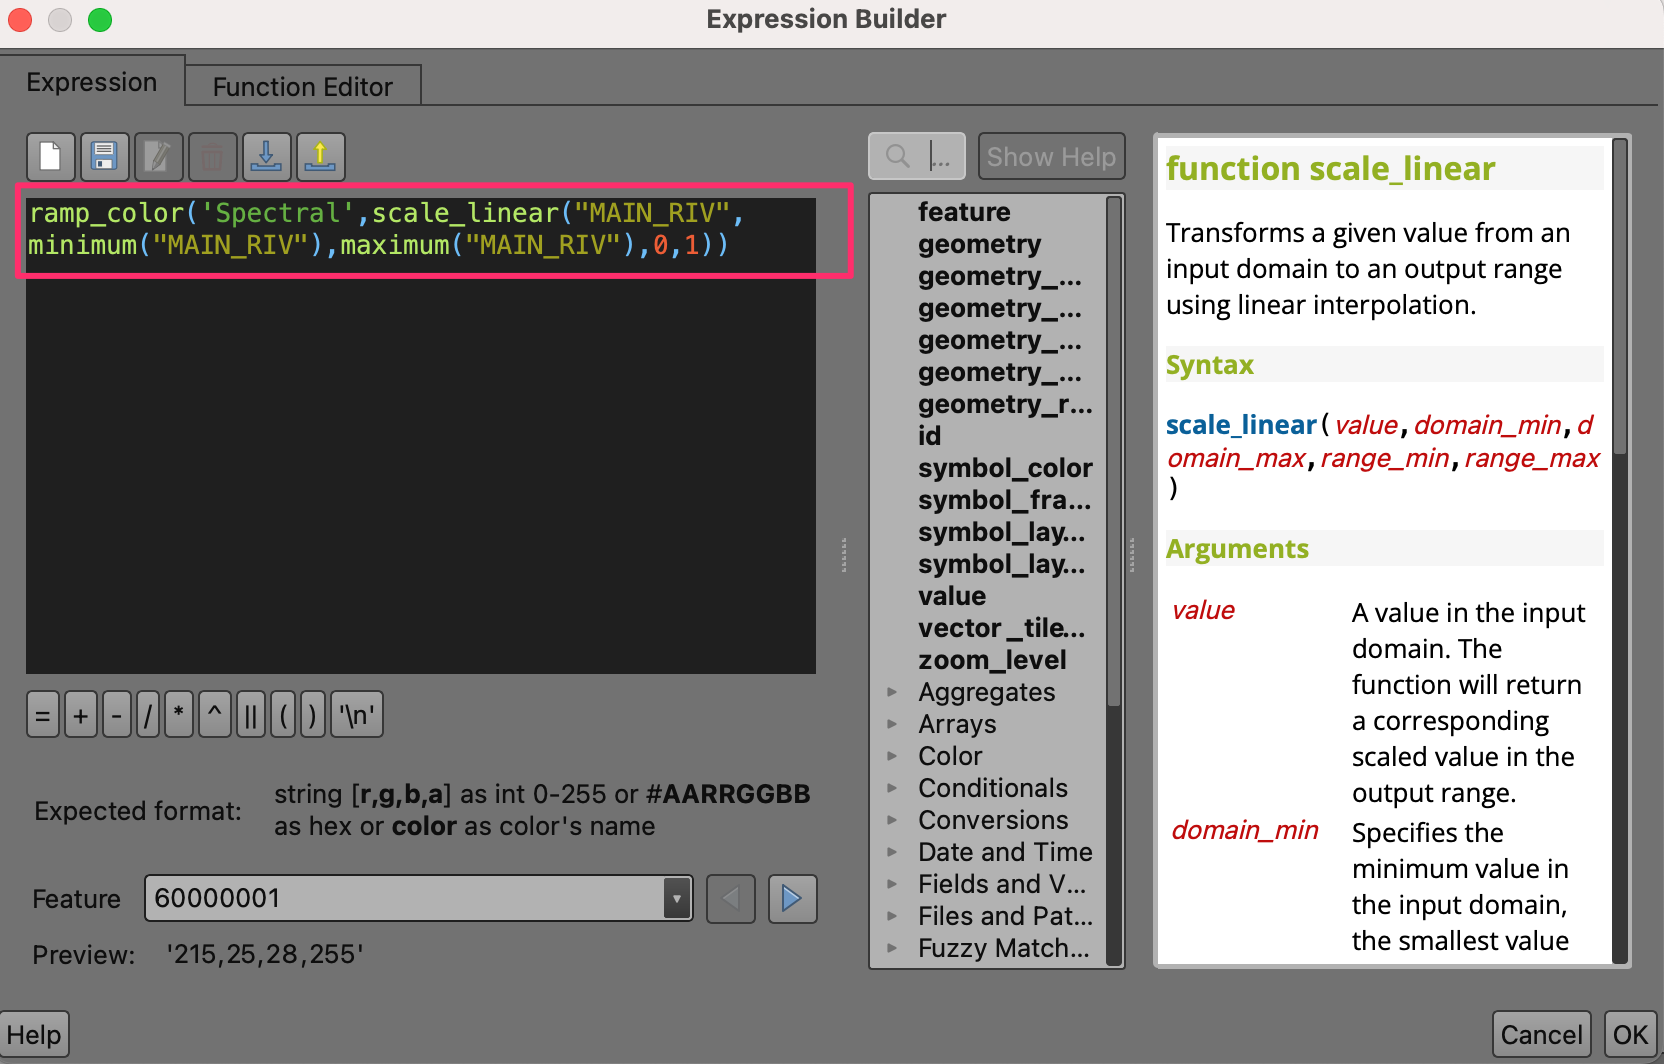 Expression Builder
Expression
Function Editor
... Show Help
ramp_color('Spectral',scale_linear("MAIN_RIV",
minimum("MAIN_RIV"),maximum("MAIN_RIV"),0,1))
= + - / * ^ || ( ) '\n'
Expected format:
string [r,g,b,a] as int 0-255 or #AARRGGBB
as hex or color as color's name
Feature 60000001
Preview: '215,25,28,255'
feature
geometry
geometry_...
geometry_...
geometry_...
geometry_...
geometry_r...
id
symbol_color
symbol_fra...
symbol_lay...
symbol_lay...
value
vector_tile...
zoom_level
Aggregates
Arrays
Color
Conditionals
Conversions
Date and Time
Fields and V...
Files and Pat...
Fuzzy Match...
function scale_linear
Transforms a given value from an
input domain to an output range
using linear interpolation.
Syntax
scale_linear(value,domain_min,d
omain_max,range_min,range_max
)
Arguments
value A value in the input
domain. The
function will return
a corresponding
scaled value in the
output range.
domain_min Specifies the
minimum value in
the input domain,
the smallest value
Help
Cancel
OK